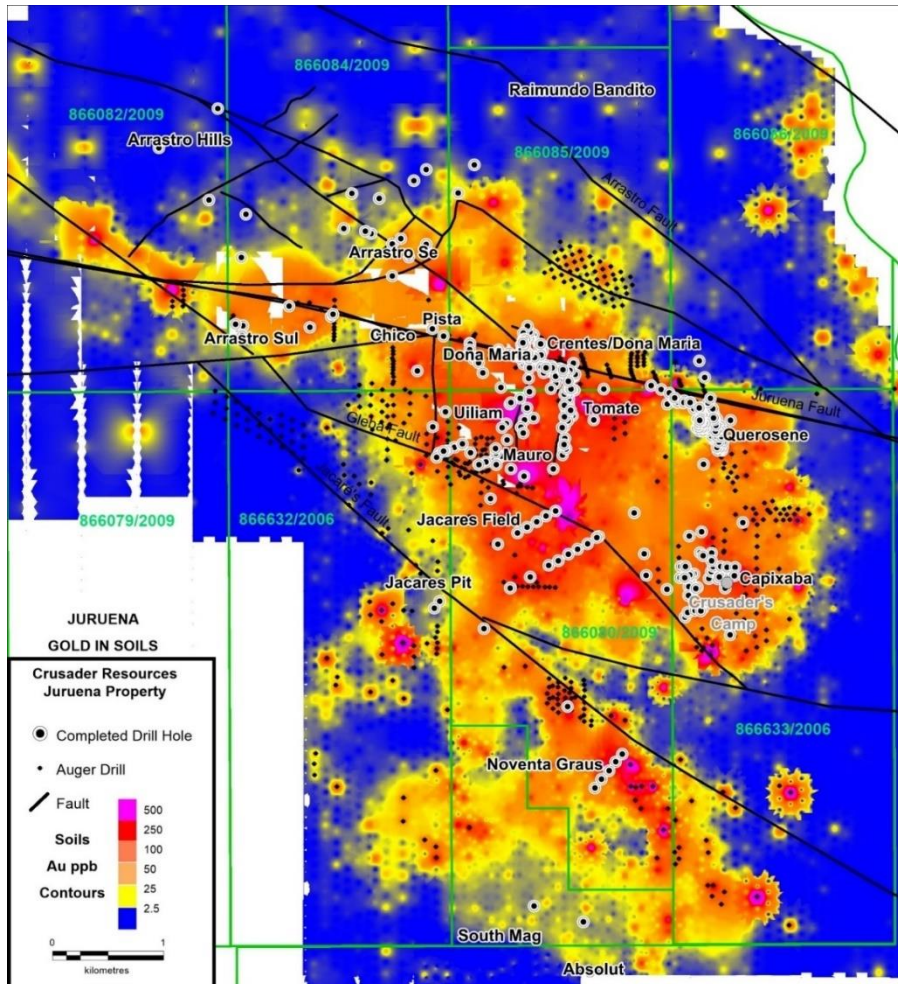 866084/2009
Raimundo Bandito
866082/2009
866086/2009
Arrastro Hills
866085/2009
Arrastro Fault
Arrastro Se
Pista
Arrastro Sul
Chico
Crentes/Dona Maria
Doña Maria
Juruena Fault
Uiliam
Tomate
Gleba Fault
Querosene
Mauro
Jacares Fault
866079/2009
866632/2006
Jacares Field
Jacares Pit
Capixaba
Crusader's
Camp
866080/2009
JURUENA
GOLD IN SOILS
Crusader Resources
Juruena Property
Completed Drill Hole
Auger Drill
Fault
Soils
Au ppb
Contours
500
250
100
50
25
2.5
0 1
kilometres
866633/2006
Noventa Graus
South Mag
Absolut